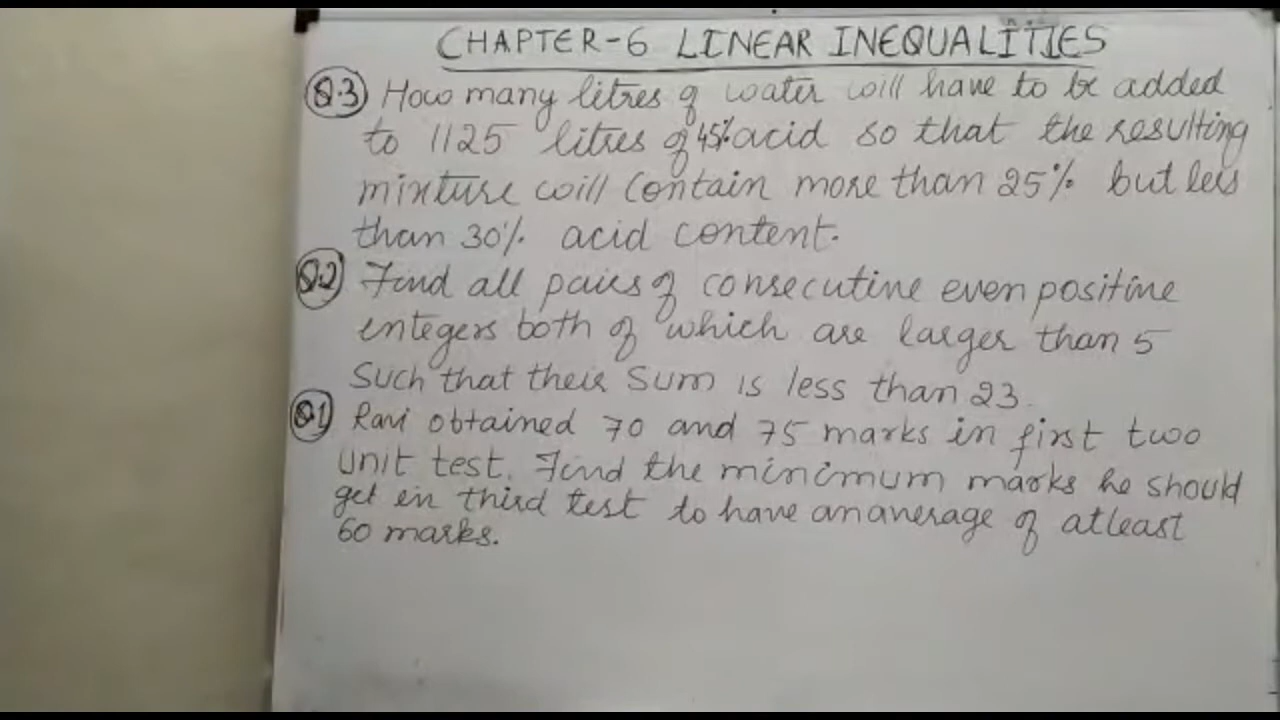 CHAPTER-6 LINEAR INEQUALITIES
Q.3 How many litres of water will have to be added
to 1125 litres of 45% acid so that the resulting
mixture will contain more than 25% but less
than 30% acid content.
Q.2 Find all pairs of consecutive even positive
integers both of which are larger than 5
Such that their Sum is less than 23.
Q.1 Ravi obtained 70 and 75 marks in first two
unit test. Find the minimum marks he should
get in third test to have an average of atleast
60 marks.